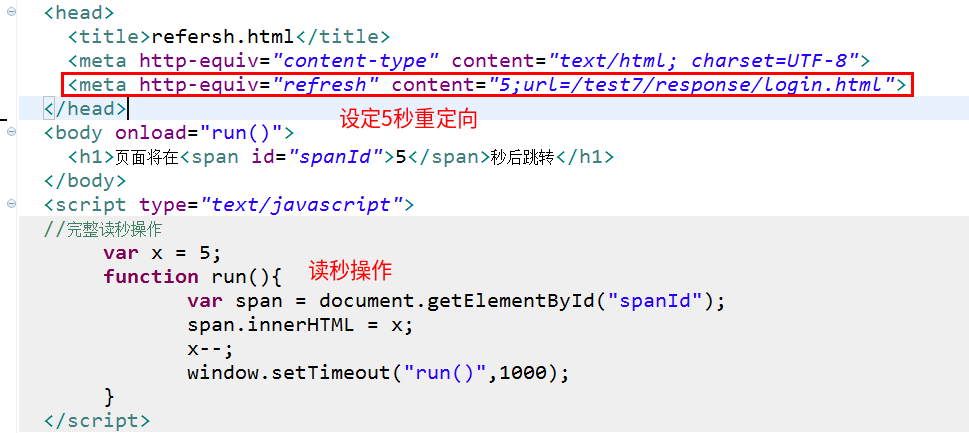 <head>
<title>refersh.html</title>
<meta http-equiv="content-type" content="text/html; charset=UTF-8">
<meta http-equiv="refresh" content="5;url=/test7/response/login.html">
</head>
设定5秒重定向
<body onload="run()">
<h1>页面将在<span id="spanId">5</span>秒后跳转</h1>
</body>
<script type="text/javascript">
//完整读秒操作
var x = 5;
function run(){
读秒操作
var span = document.getElementById("spanId");
span.innerHTML = x;
x--;
window.setTimeout("run()",1000);
}
</script>